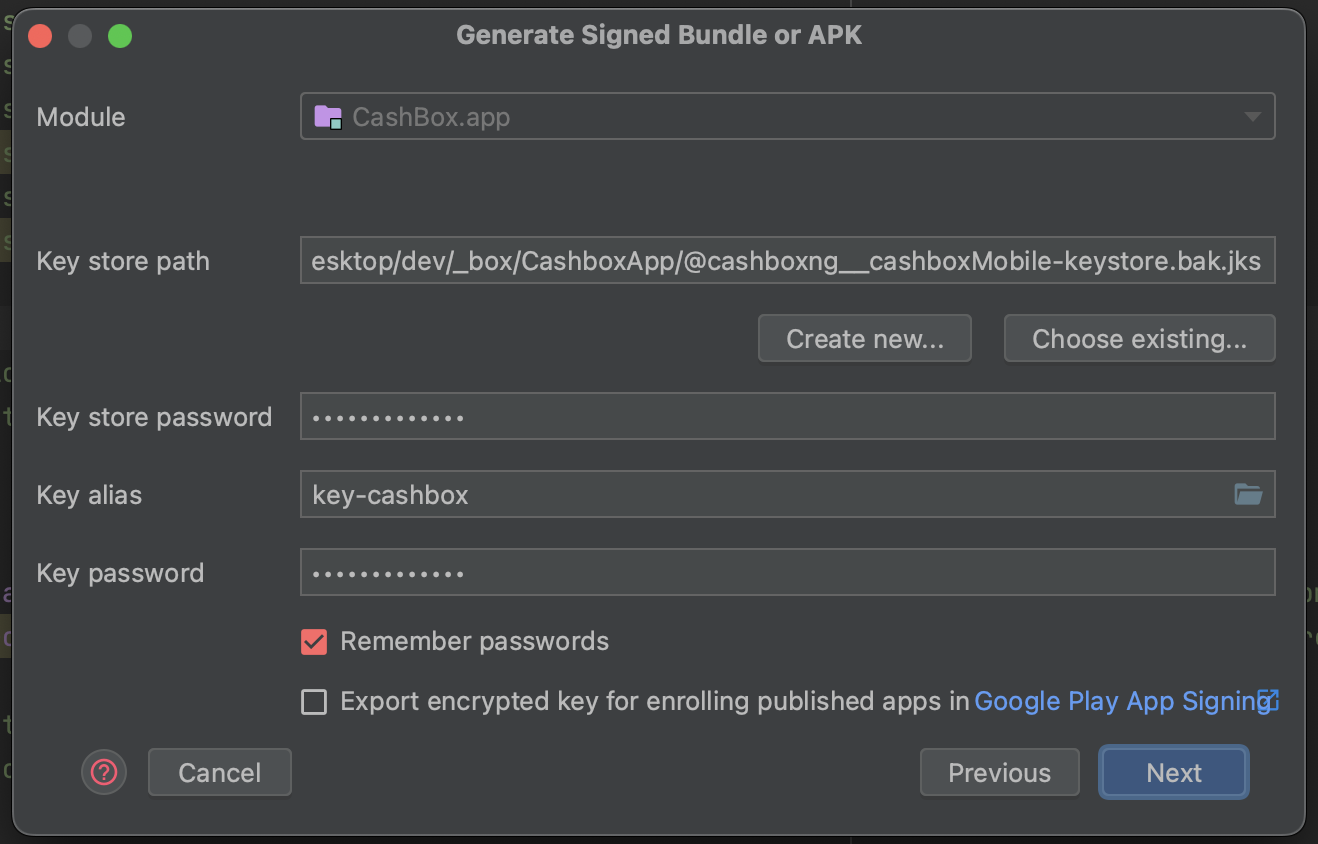 Generate Signed Bundle or APK
Module
CashBox.app
Key store path
esktop/dev/_box/CashboxApp/@cashboxng__cashboxMobile-keystore.bak.jks
Create new...
Choose existing...
Key store password
•••••••••••••
Key alias
key-cashbox
Key password
•••••••••••••
Remember passwords
Export encrypted key for enrolling published apps in Google Play App Signing
?
Cancel
Previous
Next